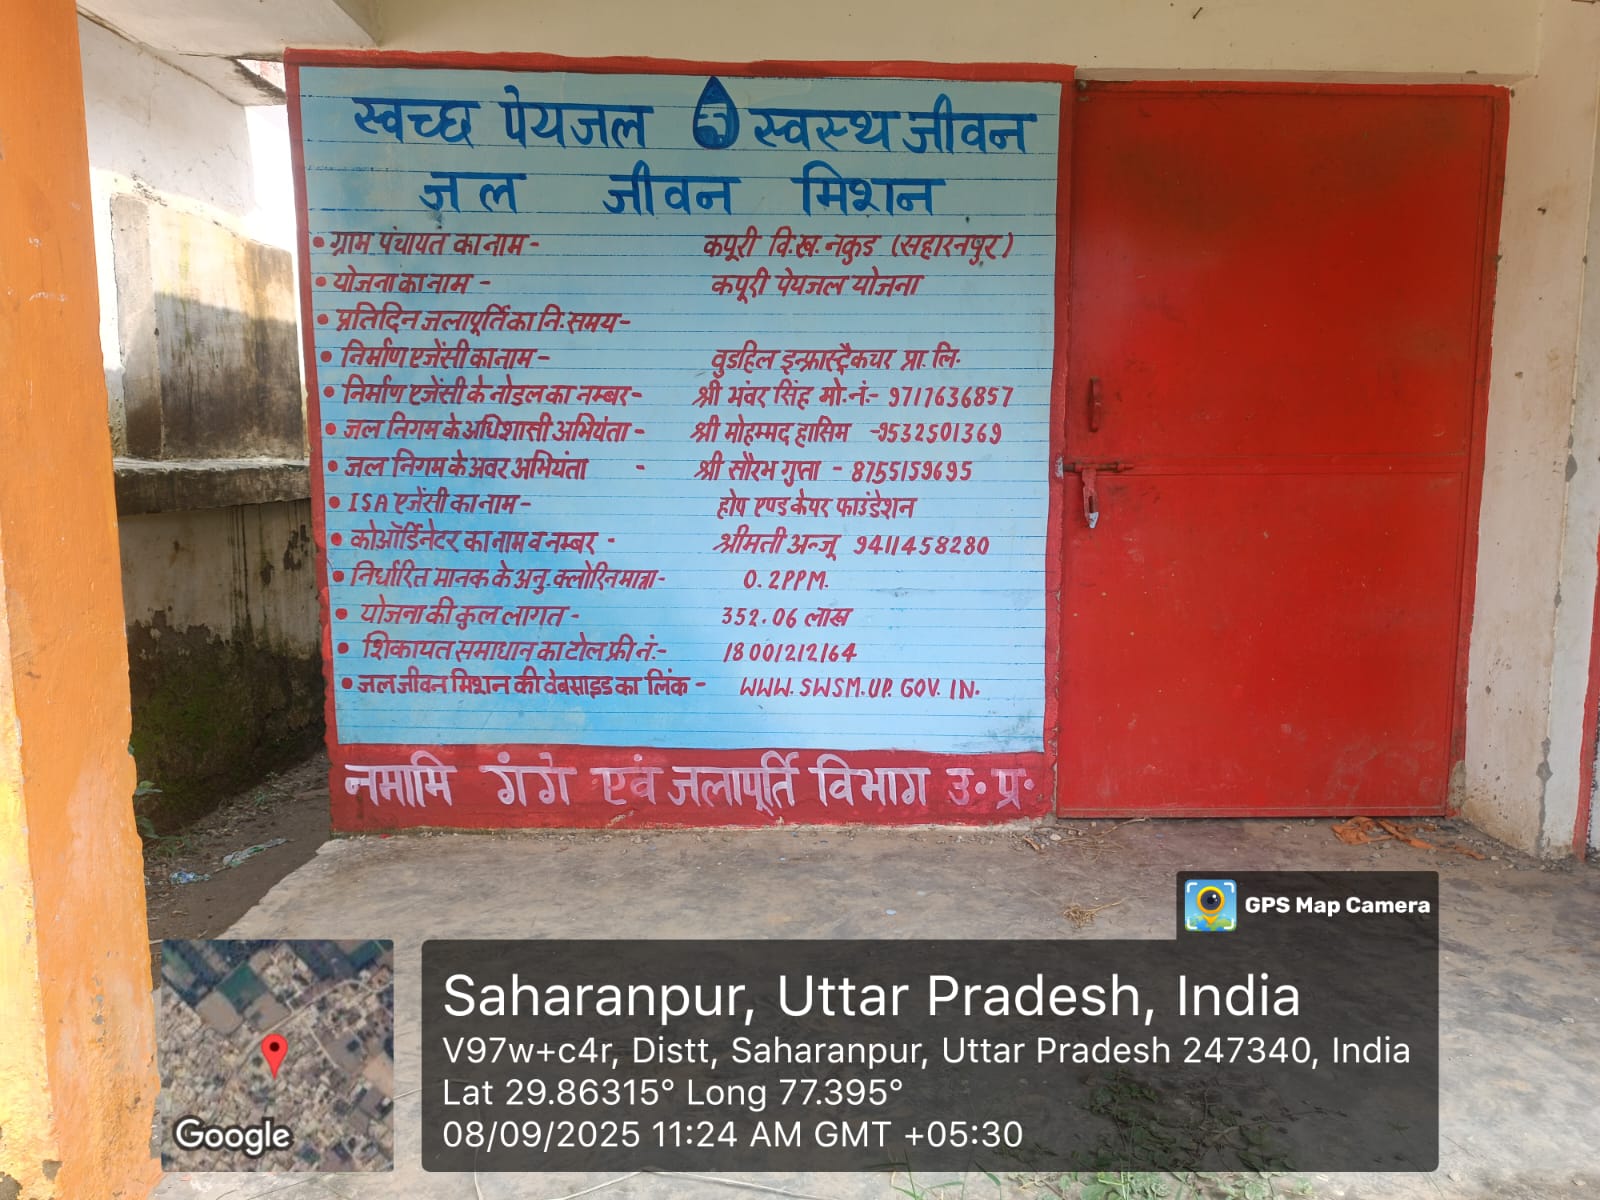 स्वच्छ पेयजल स्वस्थ जीवन
जल जीवन मिशन
• ग्राम पंचायत का नाम - कपूरी वि.ख. नकुड (सहारनपुर)
• योजना का नाम - कपूरी पेयजल योजना
• प्रतिदिन जलापूर्ति का नि. समय-
• निर्माण एजेंसी का नाम - वुडहिल इन्फ्रास्ट्रैकचर प्रा. लि.
• निर्माण एजेंसी के नोडल का नम्बर- श्री भंवर सिंह मो.नं:- 9717636857
• जल निगम के अधिशासी अभियंता - श्री मोहम्मद हासिम -9532501369
• जल निगम के अवर अभियंता - श्री सौरभ गुप्ता - 8755159695
• ISA एजेंसी का नाम - होप एण्ड केयर फाउंडेशन
• कोऑर्डिनेटर का नाम व नम्बर - श्रीमती अन्जू 9411458280
• निर्धारित मानक के अनु. क्लोरिन मात्रा- 0.2PPM.
• योजना की कुल लागत - 352.06 लाख
• शिकायत समाधान का टोल फ्री नं:- 18001212164
• जल जीवन मिशन की वेबसाइड का लिंक - WWW.SWSM.UP.GOV.IN.
नमामि गंगे एवं जलापूर्ति विभाग उ॰ प्र॰
GPS Map Camera
Saharanpur, Uttar Pradesh, India
V97w+c4r, Distt, Saharanpur, Uttar Pradesh 247340, India
Lat 29.86315° Long 77.395°
08/09/2025 11:24 AM GMT +05:30
Google